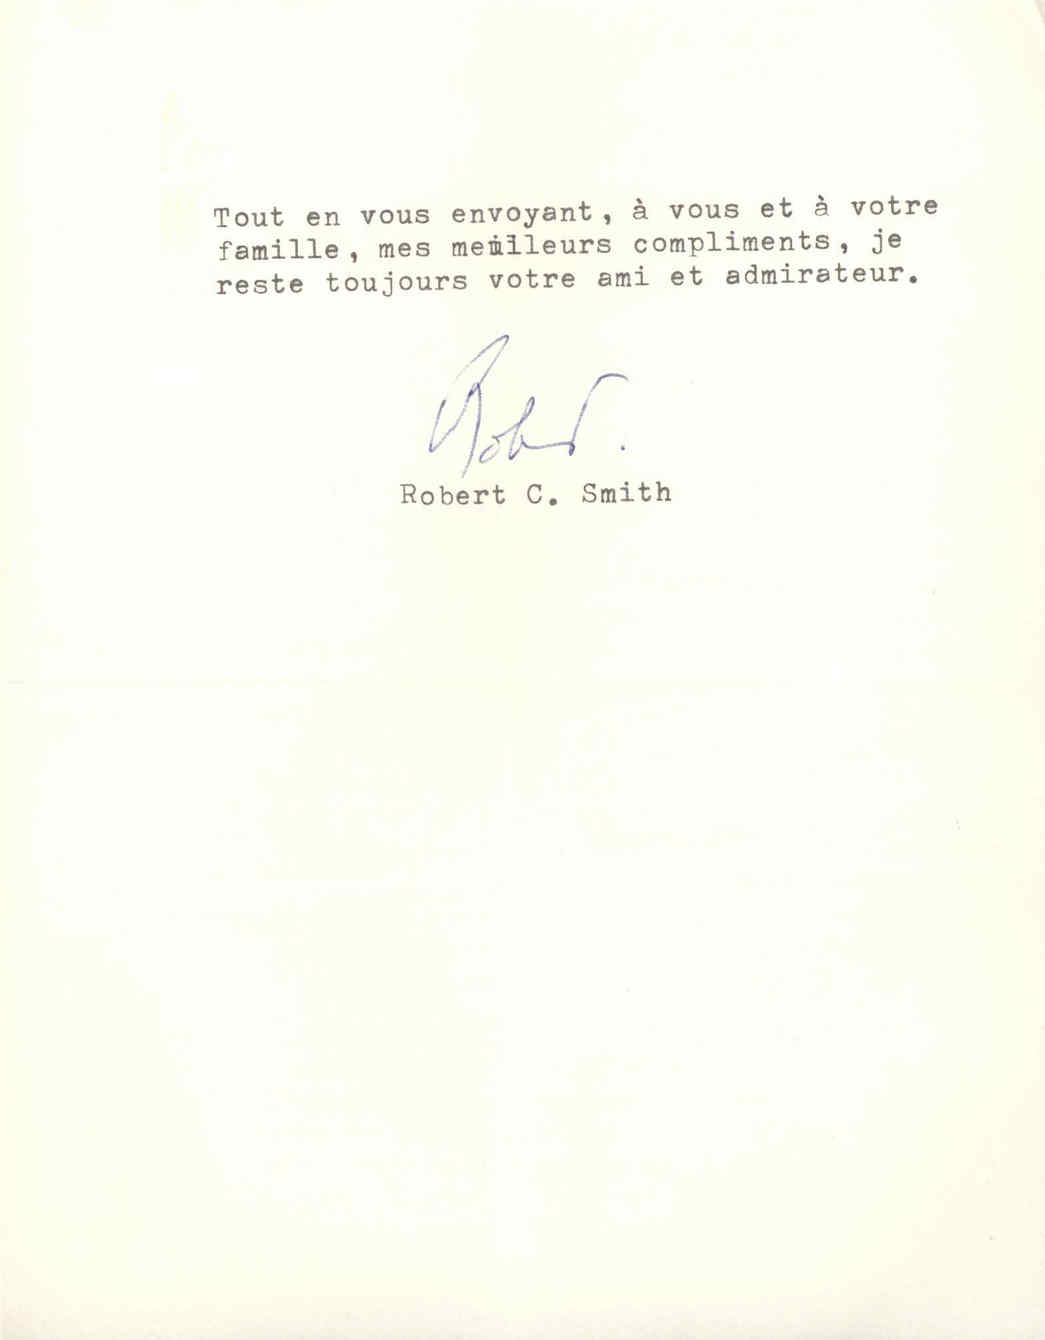 Tout en vous envoyant, à vous et à votre
famille, mes meilleurs compliments, je
reste toujours votre ami et admirateur.
Robert.
Robert C. Smith